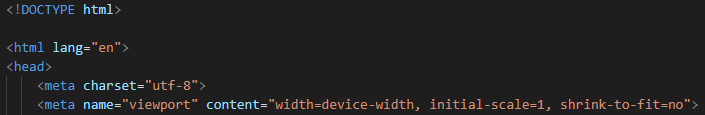 <!DOCTYPE html>
<html lang="en">
<head>
<meta charset="utf-8">
<meta name="viewport" content="width=device-width, initial-scale=1, shrink-to-fit=no">